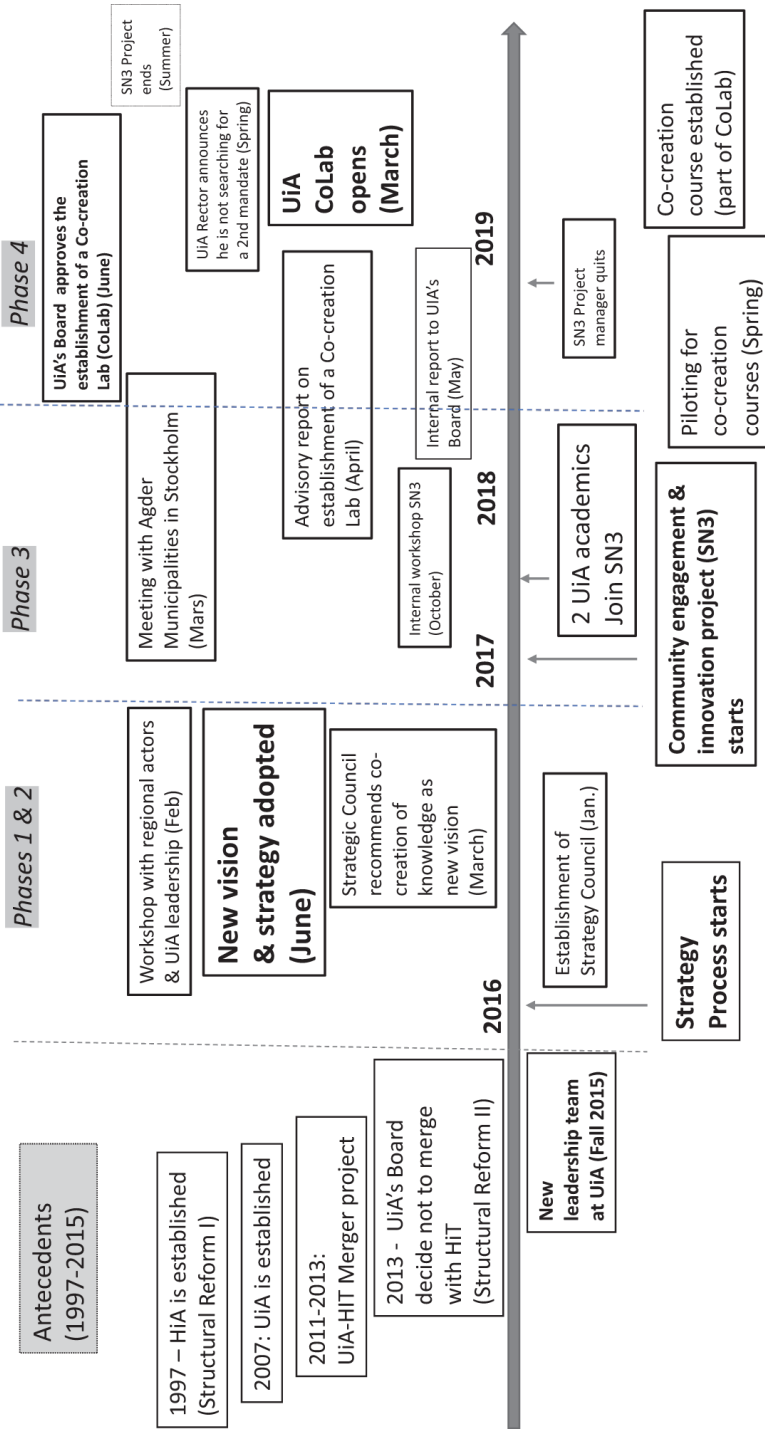 Antecedents
(1997-2015)
1997 – HiA is established
(Structural Reform I)
2007: UiA is established
2011-2013:
UiA-HIT Merger project
2013 -  UiA's Board
decide not to merge
with HiT
(Structural Reform II)
New
leadership team
at UiA (Fall 2015)
Phases 1 & 2
Workshop with regional actors
& UiA leadership (Feb)
New vision
& strategy adopted
(June)
Strategic Council
recommends co-
creation of
knowledge as
new vision
(March)
2016
Establishment of
Strategy Council (Jan.)
Strategy
Process starts
Phase 3
Meeting with Agder
Municipalities in Stockholm
(Mars)
Advisory report on
establishment of a Co-creation
Lab (April)
Internal workshop SN3
(October)
2017
2018
2 UiA academics
Join SN3
Community engagement &
innovation project (SN3)
starts
Phase 4
UiA's Board  approves the
establishment of a Co-creation
Lab (CoLab) (June)
SN3 Project
ends
(Summer)
UiA Rector announces
he is not searching for
a 2nd mandate (Spring)
UiA
CoLab
opens
(March)
Internal report to UIA's
Board (May)
2019
SN3 Project
manager quits
Piloting for
co-creation
courses (Spring)
Co-creation
course established
(part of CoLab)